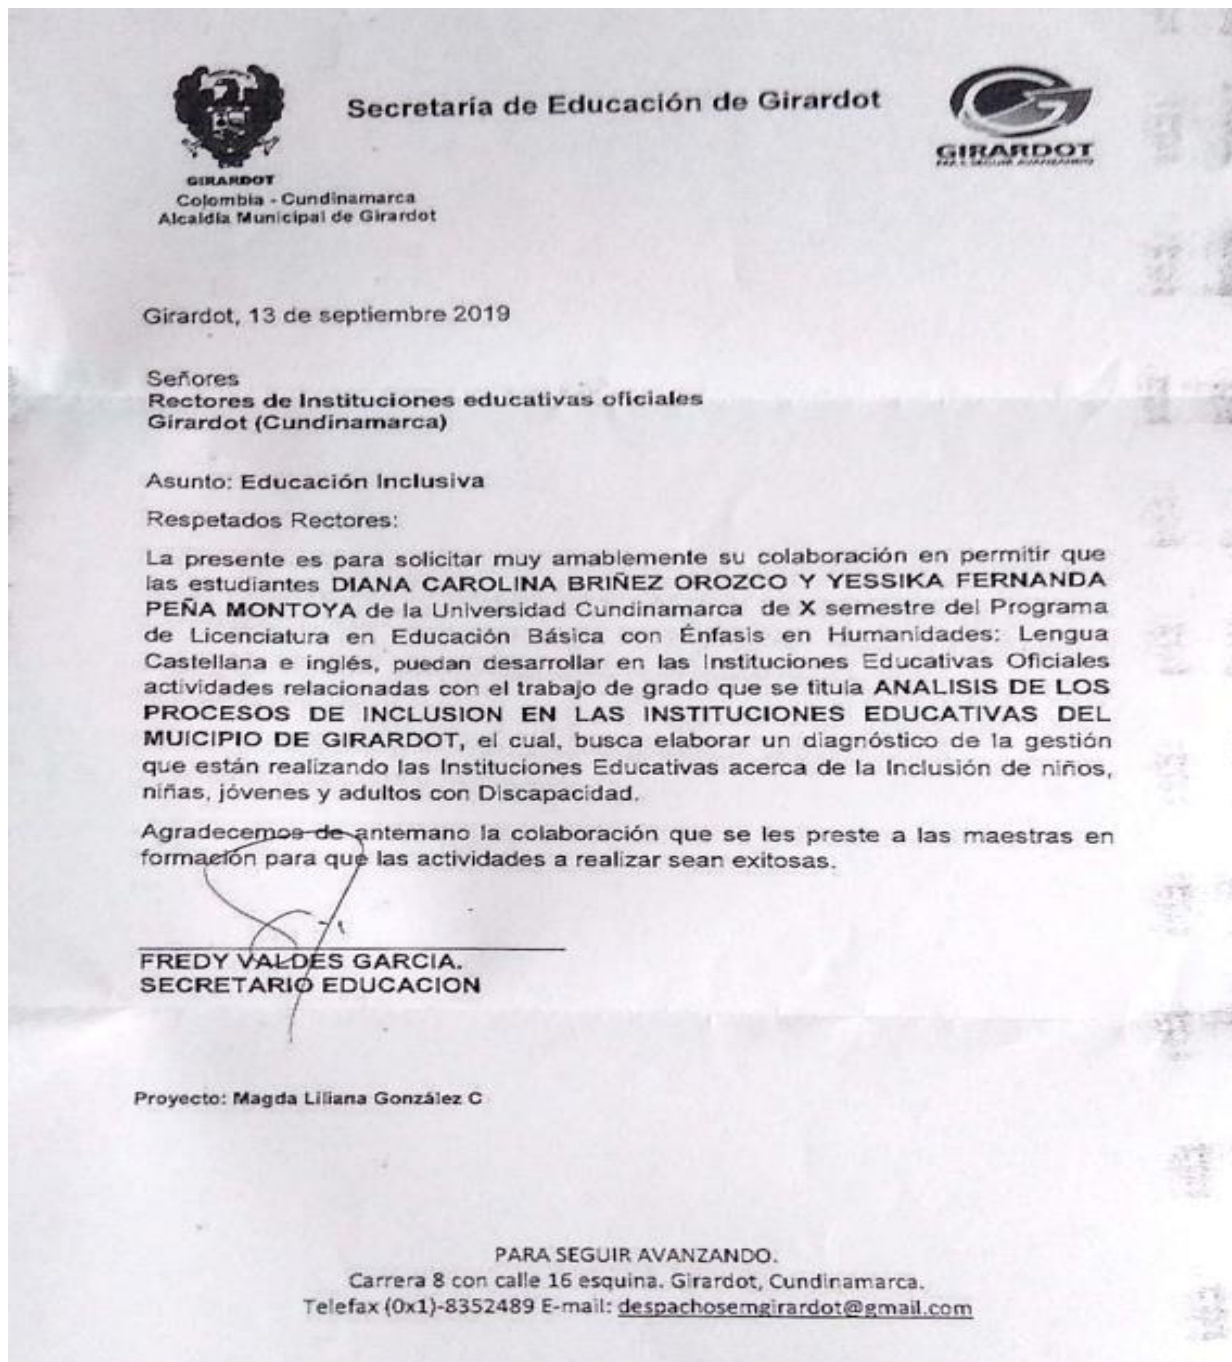 Secretaría de Educación de Girardot
GIRARDOT
PARA SEGUIR AVANZANDO
GIRARDOT
Colombia - Cundinamarca
Alcaldía Municipal de Girardot
Girardot, 13 de septiembre 2019
Señores
Rectores de Instituciones educativas oficiales
Girardot (Cundinamarca)
Asunto: Educación Inclusiva
Respetados Rectores:
La presente es para solicitar muy amablemente su colaboración en permitir que
las estudiantes DIANA CAROLINA BRIÑEZ OROZCO Y YESSIKA FERNANDA
PEÑA MONTOYA de la Universidad Cundinamarca de X semestre del Programa
de Licenciatura en Educación Básica con Énfasis en Humanidades: Lengua
Castellana e inglés, puedan desarrollar en las Instituciones Educativas Oficiales
actividades relacionadas con el trabajo de grado que se titula ANALISIS DE LOS
PROCESOS DE INCLUSION EN LAS INSTITUCIONES EDUCATIVAS DEL
MUICIPIO DE GIRARDOT, el cual, busca elaborar un diagnóstico de la gestión
que están realizando las Instituciones Educativas acerca de la Inclusión de niños,
niñas, jóvenes y adultos con Discapacidad.
Agradecemos de antemano la colaboración que se les preste a las maestras en
formación para que las actividades a realizar sean exitosas.
FREDY VALDES GARCIA.
SECRETARIO EDUCACION
Proyecto: Magda Liliana González C
PARA SEGUIR AVANZANDO.
Carrera 8 con calle 16 esquina. Girardot, Cundinamarca.
Telefax (0x1)-8352489 E-mail: despachosemgirardot@gmail.com